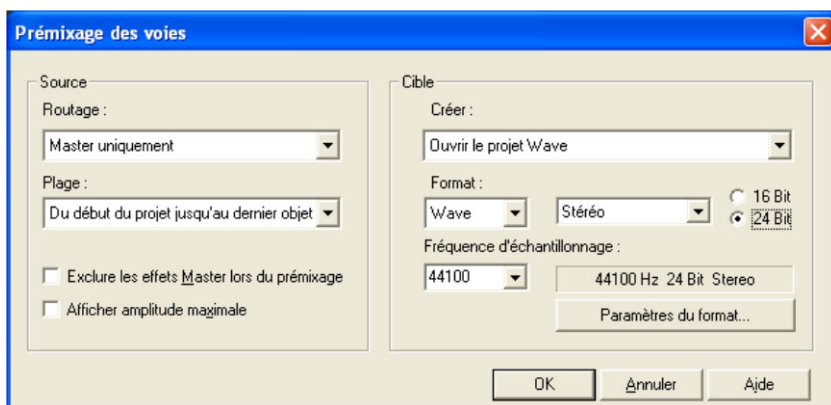 Prémixage des voies
Source
Routage :
Master uniquement
Plage :
Du début du projet jusqu'au dernier objet
Exclure les effets Master lors du prémixage
Afficher amplitude maximale
Cible
Créer :
Ouvrir le projet Wave
Format :
Wave
Stéréo
16 Bit
24 Bit
Fréquence d'échantillonnage :
44100
44100 Hz 24 Bit Stereo
Paramètres du format...
OK
Annuler
Aide